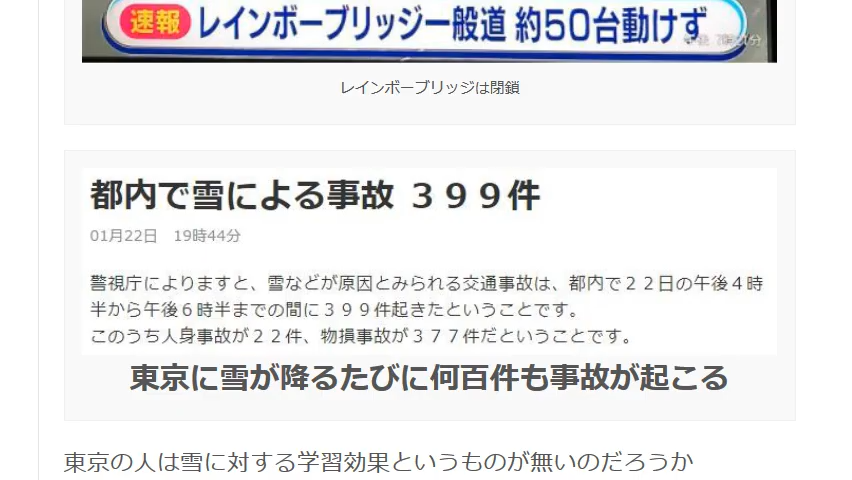 速報 レインボーブリッジ一般道 約50台動けず
レインボーブリッジは閉鎖
都内で雪による事故 ３９９件
01月22日 19時44分
警視庁によりますと、雪などが原因とみられる交通事故は、都内で２２日の午後４時
半から午後６時半までの間に３９９件起きたということです。
このうち人身事故が２２件、物損事故が３７７件だということです。
東京に雪が降るたびに何百件も事故が起こる
東京の人は雪に対する学習効果というものが無いのだろうか